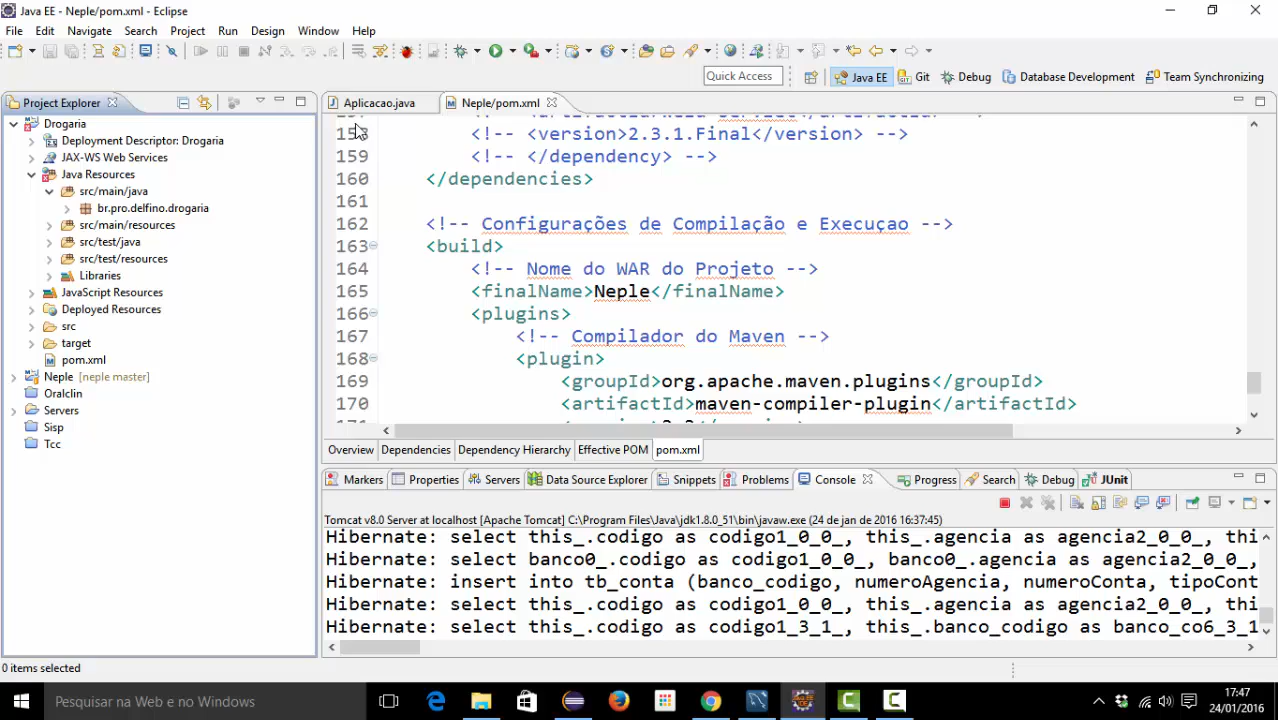 Java EE - Neple/pom.xml - Eclipse
File Edit Navigate Search Project Run Design Window Help
Quick Access
Java EE Git Debug Database Development Team Synchronizing
Project Explorer
Drogaria
Deployment Descriptor: Drogaria
JAX-WS Web Services
Java Resources
src/main/java
br.pro.delfino.drogaria
src/main/resources
src/test/java
src/test/resources
Libraries
JavaScript Resources
Deployed Resources
src
target
pom.xml
Neple [neple master]
Oralclin
Servers
Sisp
Tcc
Aplicacao.java Neple/pom.xml
158 <!-- <version>2.3.1.Final</version> -->
159 <!-- </dependency> -->
160 </dependencies>
161
162 <!-- Configurações de Compilação e Execuçao -->
163 <build>
164 <!-- Nome do WAR do Projeto -->
165 <finalName>Neple</finalName>
166 <plugins>
167 <!-- Compilador do Maven -->
168 <plugin>
169 <groupId>org.apache.maven.plugins</groupId>
170 <artifactId>maven-compiler-plugin</artifactId>
Overview Dependencies Dependency Hierarchy Effective POM pom.xml
Markers Properties Servers Data Source Explorer Snippets Problems Console Progress Search Debug JUnit
Tomcat v8.0 Server at localhost [Apache Tomcat] C:\Program Files\Java\jdk1.8.0_51\bin\javaw.exe (24 de jan de 2016 16:37:45)
Hibernate: select this_.codigo as codigo1_0_0_, this_.agencia as agencia2_0_0_, thi
Hibernate: select banco0_.codigo as codigo1_0_0_, banco0_.agencia as agencia2_0_0_,
Hibernate: insert into tb_conta (banco_codigo, numeroAgencia, numeroConta, tipoCont
Hibernate: select this_.codigo as codigo1_0_0_, this_.agencia as agencia2_0_0_, thi
Hibernate: select this_.codigo as codigo1_3_1_, this_.banco_codigo as banco_co6_3_1
0 items selected
Pesquisar na Web e no Windows
17:47
24/01/2016